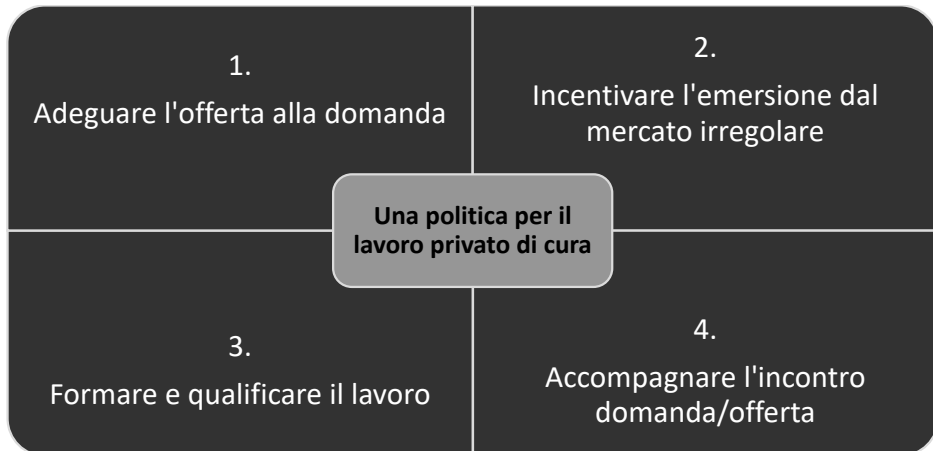 1.
Adeguare l'offerta alla domanda
2.
Incentivare l'emersione dal
mercato irregolare
Una politica per il
lavoro privato di cura
3.
Formare e qualificare il lavoro
4.
Accompagnare l'incontro
domanda/offerta